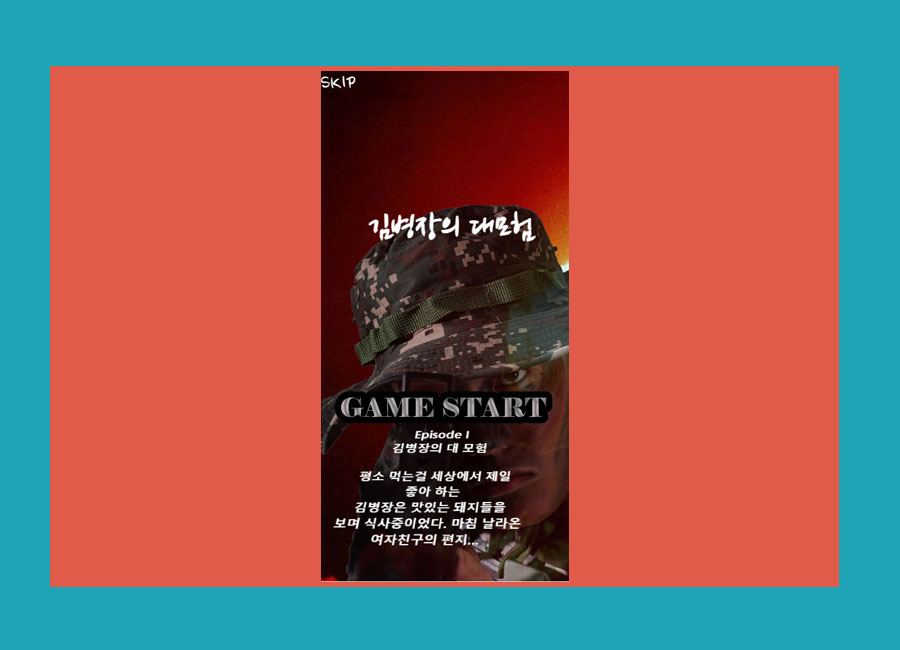 SKIP
김병장의 대모험
GAME START
Episode I
김병장의 대 모험
평소 먹는걸 세상에서 제일
좋아 하는
김병장은 맛있는 돼지들을
보며 식사중이었다. 마침 날라온
여자친구의 편지...